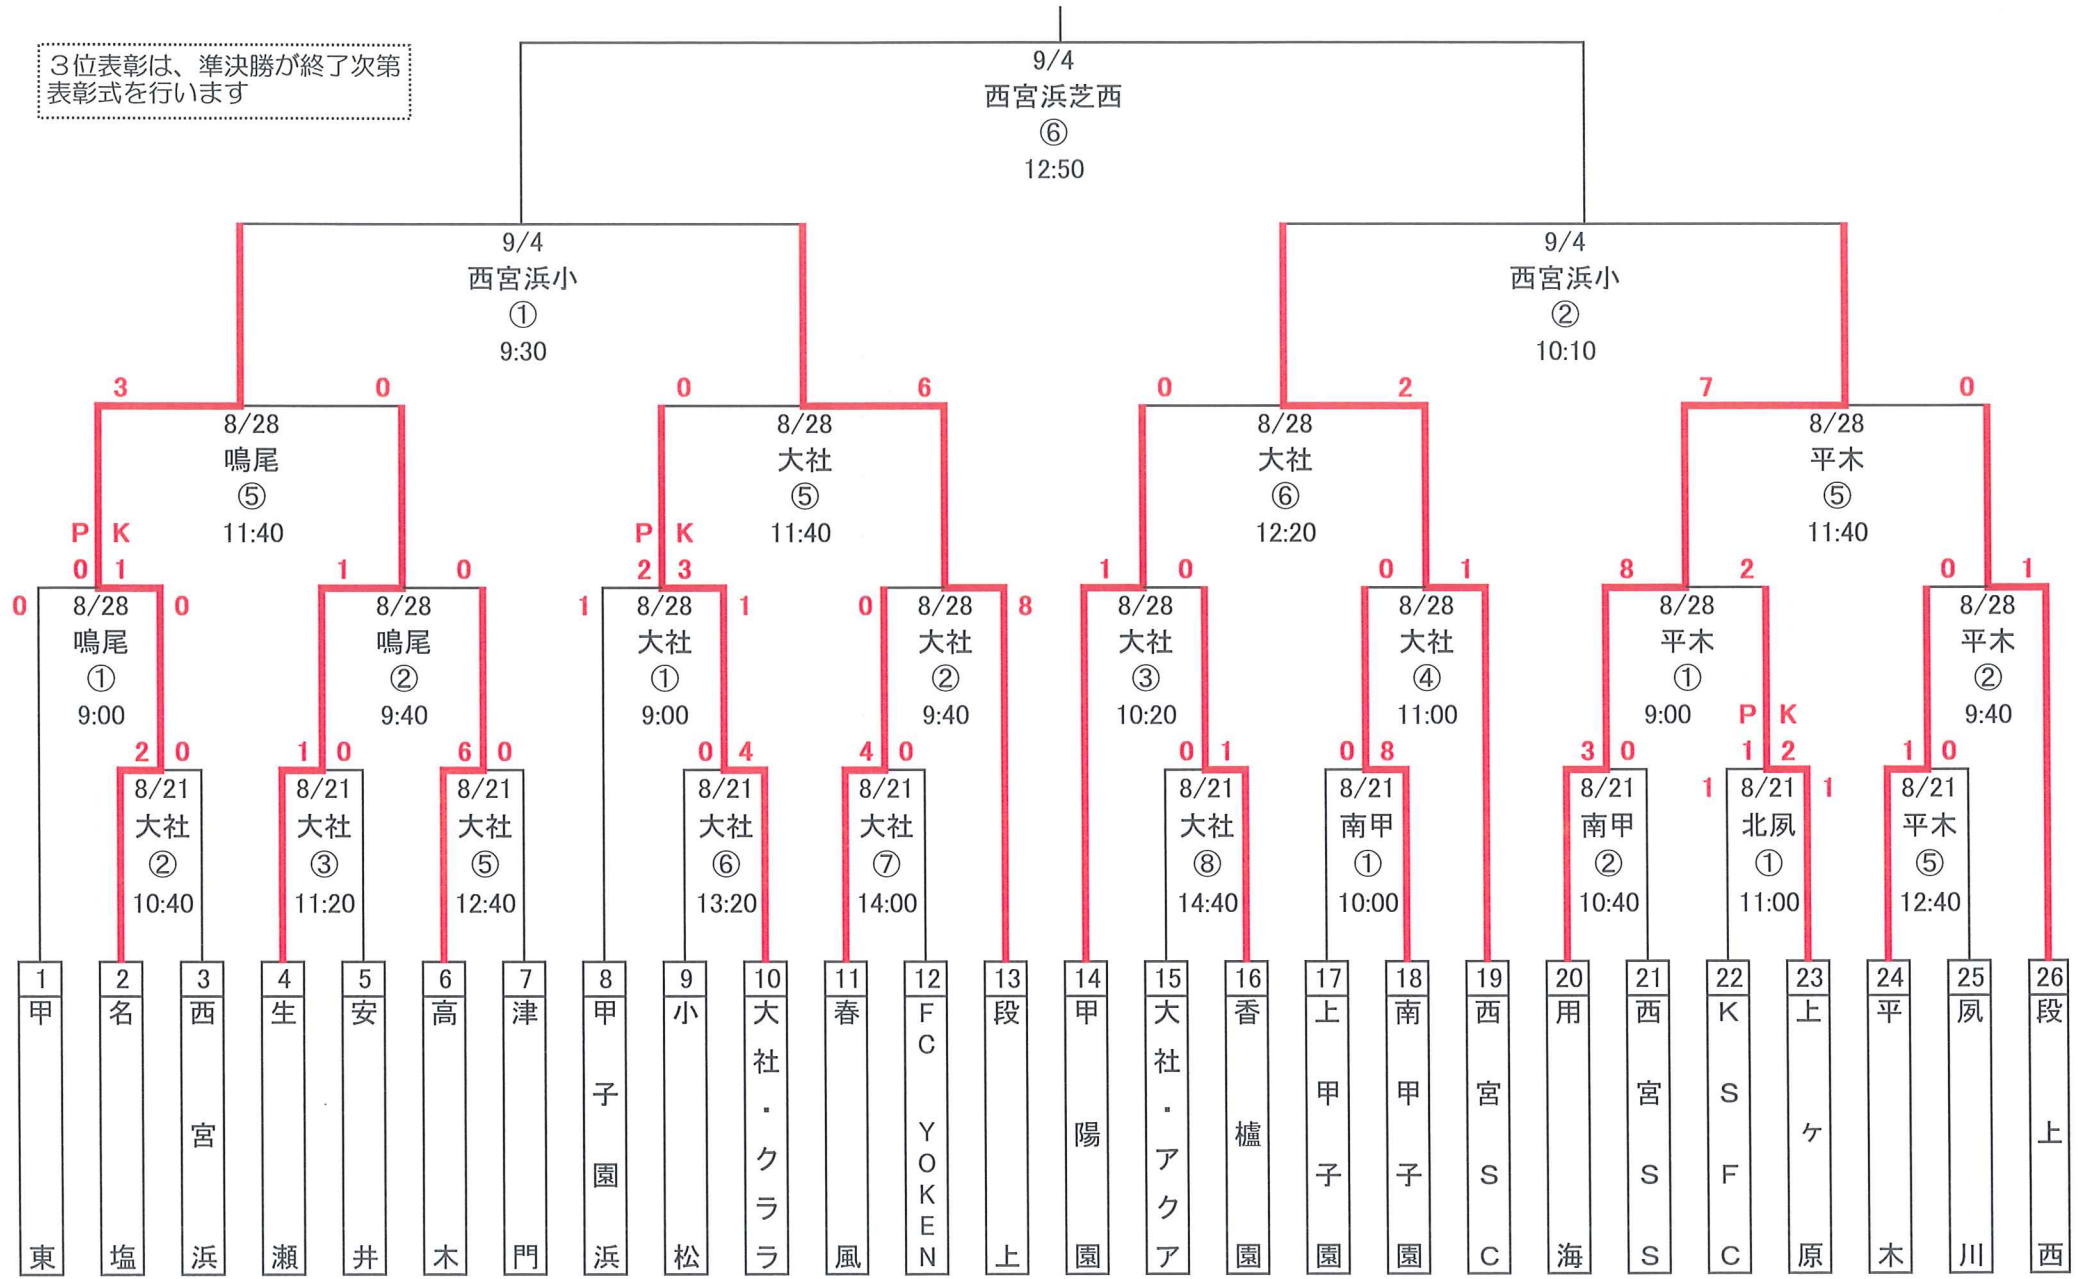 3位表彰は、準決勝が終了次第
表彰式を行います
9/4
西宮浜芝西
⑥
12:50
9/4
西宮浜小
①
9:30
9/4
西宮浜小
②
10:10
3 0
8/28
鳴尾
⑤
11:40
0 6
8/28
大社
⑤
11:40
0 2
8/28
大社
⑥
12:20
7 0
8/28
平木
⑤
11:40
P K
0 1
0 0
8/28
鳴尾
①
9:00
1 0
8/28
鳴尾
②
9:40
P K
2 3
1 1
8/28
大社
①
9:00
0 8
8/28
大社
②
9:40
1 0
8/28
大社
③
10:20
0 1
8/28
大社
④
11:00
8 2
8/28
平木
①
9:00
0 1
8/28
平木
②
9:40
2 0
8/21
大社
②
10:40
1 0
8/21
大社
③
11:20
6 0
8/21
大社
⑤
12:40
0 4
8/21
大社
⑥
13:20
4 0
8/21
大社
⑦
14:00
0 1
8/21
大社
⑧
14:40
0 8
8/21
南甲
①
10:00
3 0
8/21
南甲
②
10:40
P K
1 2
1 1
8/21
北夙
①
11:00
1 0
8/21
平木
⑤
12:40
1
甲東
2
名塩
3
西宮浜
4
生瀬
5
安井
6
高木
7
津門
8
甲子園浜
9
小松
10
大社・クララ
11
春風
12
FC YOKEN
13
段上
14
甲陽園
15
大社・アクア
16
香櫨園
17
上甲子園
18
南甲子園
19
西宮SC
20
用海
21
西宮SS
22
KSFC
23
上ヶ原
24
平木
25
夙川
26
段上西